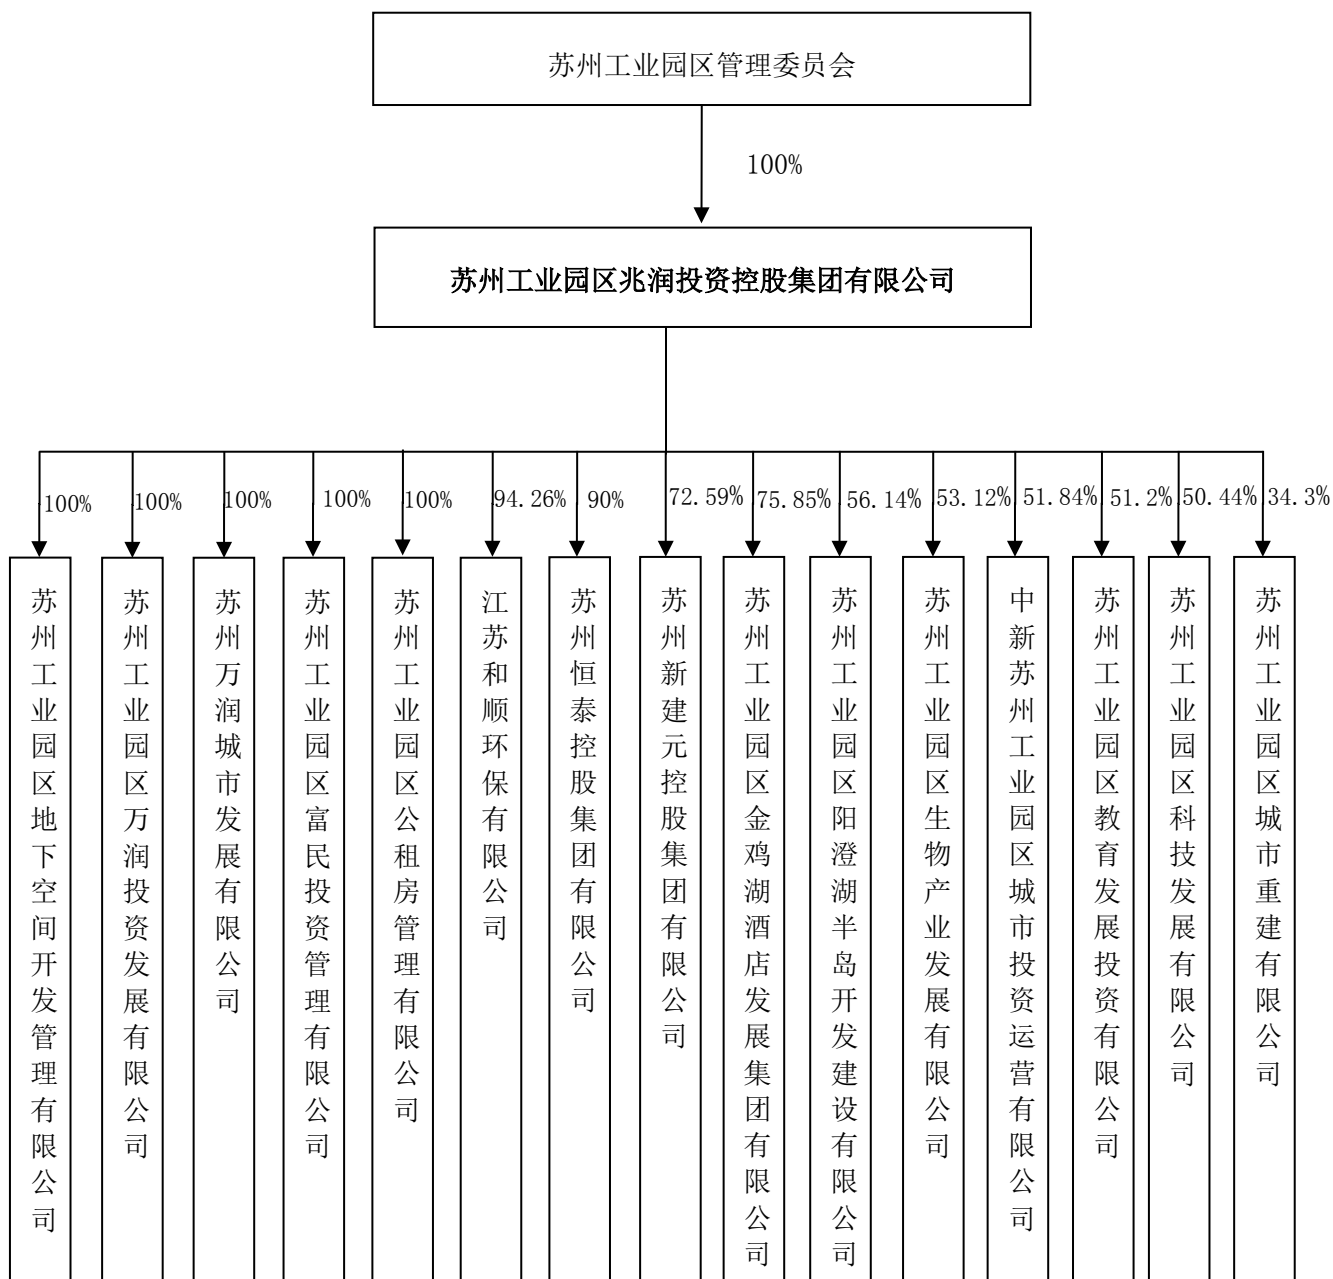 苏州工业园区管理委员会
100%
苏州工业园区兆润投资控股集团有限公司
100%
100%
100%
100%
100%
94.26%
90%
72.59%
75.85%
56.14%
53.12%
51.84%
51.2%
50.44%
34.3%
苏州工业园区地下空间开发管理有限公司
苏州工业园区万润投资发展有限公司
苏州万润城市发展有限公司
苏州工业园区富民投资管理有限公司
苏州工业园区公租房管理有限公司
江苏和顺环保有限公司
苏州恒泰控股集团有限公司
苏州新建元控股集团有限公司
苏州工业园区金鸡湖酒店发展集团有限公司
苏州工业园区阳澄湖半岛开发建设有限公司
苏州工业园区生物产业发展有限公司
中新苏州工业园区城市投资运营有限公司
苏州工业园区教育发展投资有限公司
苏州工业园区科技发展有限公司
苏州工业园区城市重建有限公司